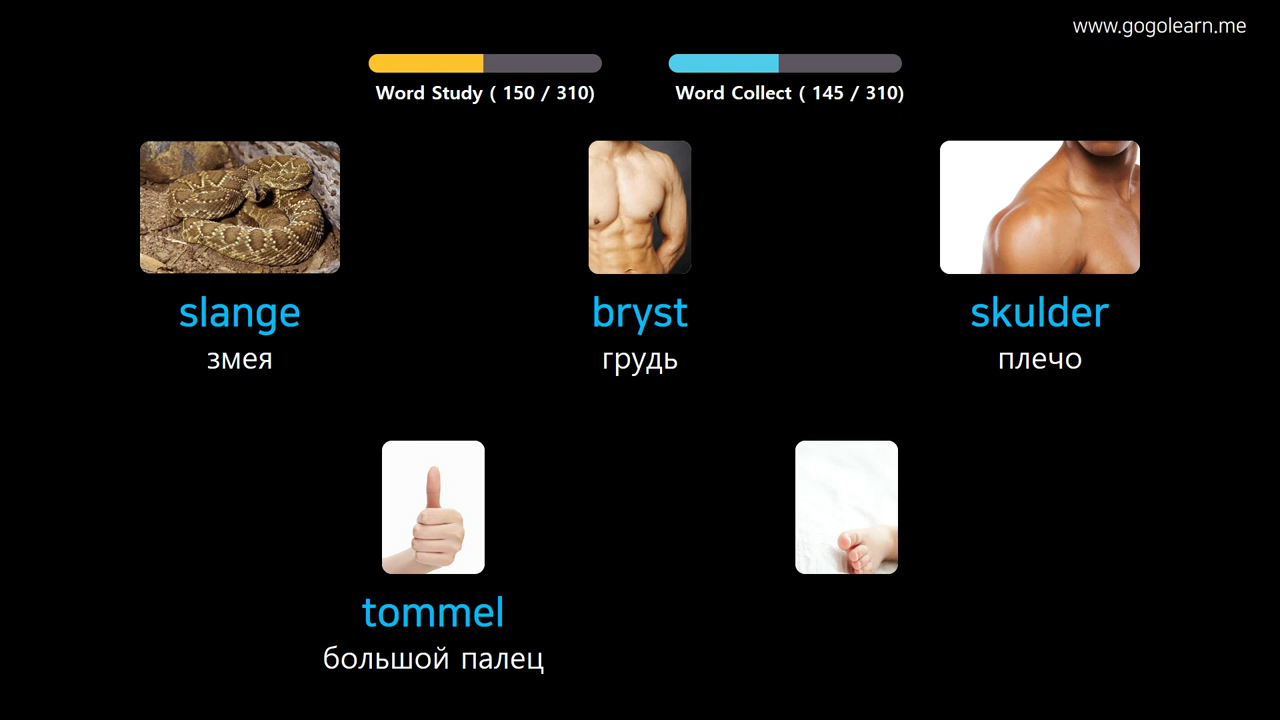 www.gogolearn.me
Word Study ( 150 / 310)
Word Collect ( 145 / 310)
slange
змея
bryst
грудь
skulder
плечо
tommel
большой палец